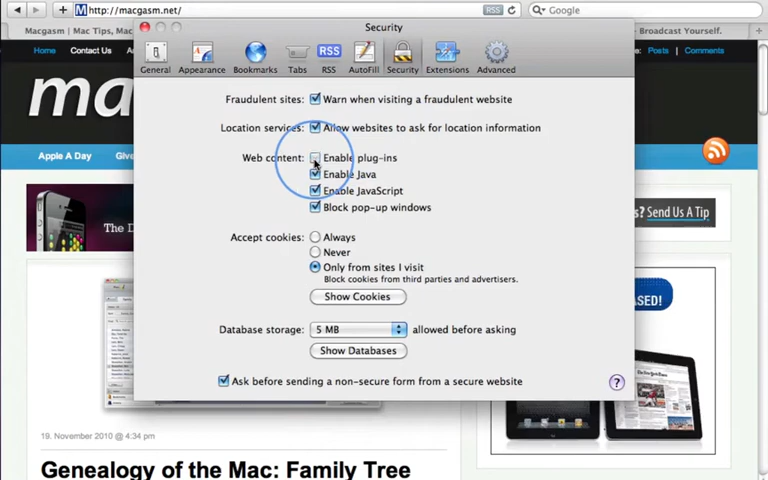 http://macgasm.net/
RSS
Google
Macgasm | Mac Tips, Mac
Broadcast Yourself.
Security
General
Appearance
Bookmarks
Tabs
RSS
RSS
AutoFill
Security
Extensions
Advanced
Home
Contact Us
Posts
Comments
ma
Apple A Day
Give
Fraudulent sites: Warn when visiting a fraudulent website
Location services: Allow websites to ask for location information
Web content: Enable plug-ins
Enable Java
Enable JavaScript
Block pop-up windows
Accept cookies: Always
Never
Only from sites I visit
Block cookies from third parties and advertisers.
Show Cookies
Database storage: 5 MB allowed before asking
Show Databases
Ask before sending a non-secure form from a secure website
?
The D
s? Send Us A Tip
ASED!
19. November 2010 @ 4:34 pm
Genealogy of the Mac: Family Tree